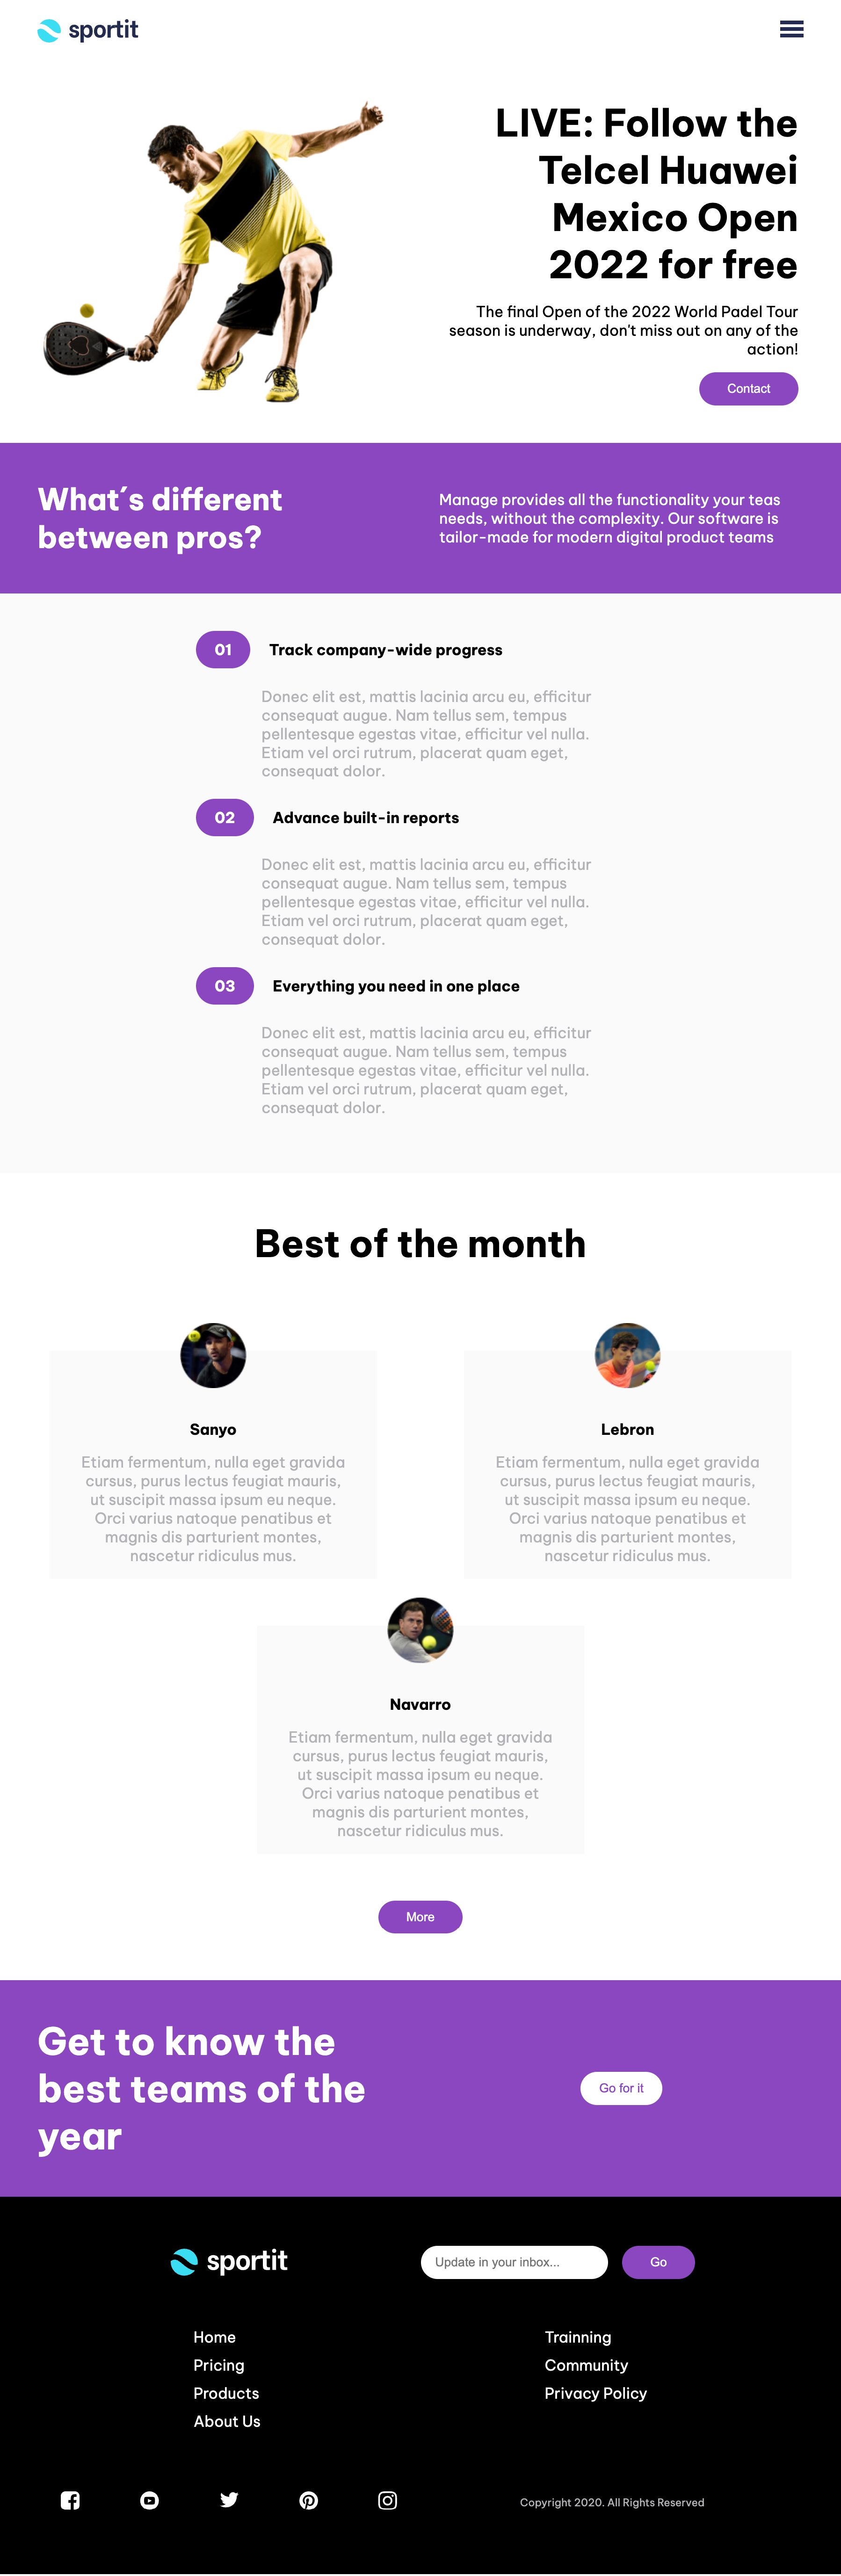 sportit
LIVE: Follow the
Telcel Huawei
Mexico Open
2022 for free
The final Open of the 2022 World Padel Tour
season is underway, don't miss out on any of the
action!
Contact
What´s different
between pros?
Manage provides all the functionality your teas
needs, without the complexity. Our software is
tailor-made for modern digital product teams
01
Track company-wide progress
Donec elit est, mattis lacinia arcu eu, efficitur
consequat augue. Nam tellus sem, tempus
pellentesque egestas vitae, efficitur vel nulla.
Etiam vel orci rutrum, placerat quam eget,
consequat dolor.
02
Advance built-in reports
Donec elit est, mattis lacinia arcu eu, efficitur
consequat augue. Nam tellus sem, tempus
pellentesque egestas vitae, efficitur vel nulla.
Etiam vel orci rutrum, placerat quam eget,
consequat dolor.
03
Everything you need in one place
Donec elit est, mattis lacinia arcu eu, efficitur
consequat augue. Nam tellus sem, tempus
pellentesque egestas vitae, efficitur vel nulla.
Etiam vel orci rutrum, placerat quam eget,
consequat dolor.
Best of the month
Sanyo
Etiam fermentum, nulla eget gravida
cursus, purus lectus feugiat mauris,
ut suscipit massa ipsum eu neque.
Orci varius natoque penatibus et
magnis dis parturient montes,
nascetur ridiculus mus.
Lebron
Etiam fermentum, nulla eget gravida
cursus, purus lectus feugiat mauris,
ut suscipit massa ipsum eu neque.
Orci varius natoque penatibus et
magnis dis parturient montes,
nascetur ridiculus mus.
Navarro
Etiam fermentum, nulla eget gravida
cursus, purus lectus feugiat mauris,
ut suscipit massa ipsum eu neque.
Orci varius natoque penatibus et
magnis dis parturient montes,
nascetur ridiculus mus.
More
Get to know the
best teams of the
year
Go for it
sportit
Update in your inbox...
Go
Home
Pricing
Products
About Us
Trainning
Community
Privacy Policy
Copyright 2020. All Rights Reserved